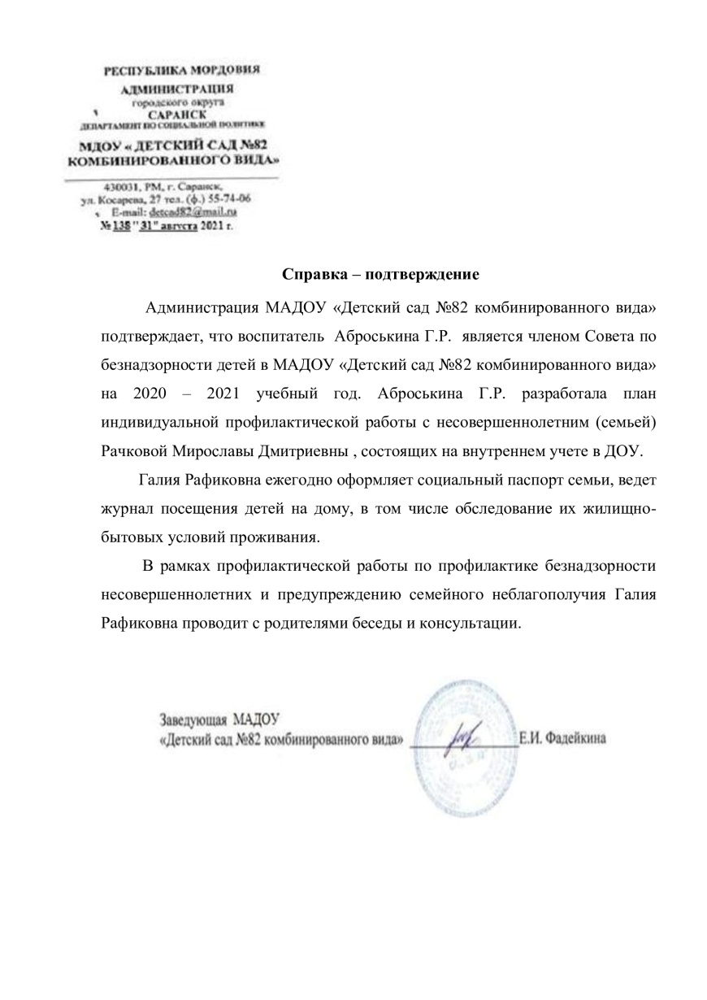 РЕСПУБЛИКА МОРДОВИЯ
АДМИНИСТРАЦИЯ
городского округа
САРАНСК
ДЕПАРТАМЕНТ ПО СОЦИАЛЬНОЙ ПОЛИТИКЕ
МДОУ « ДЕТСКИЙ САД №82
КОМБИНИРОВАННОГО ВИДА»
430031, РМ, г. Саранск,
ул. Косарева, 27 тел. (ф.) 55-74-06
E-mail: detcad82@mail.ru
№ 138 " 31" августа 2021 г.
Справка – подтверждение
Администрация МАДОУ «Детский сад №82 комбинированного вида»
подтверждает, что воспитатель Аброськина Г.Р. является членом Совета по
безнадзорности детей в МАДОУ «Детский сад №82 комбинированного вида»
на 2020 – 2021 учебный год. Аброськина Г.Р. разработала план
индивидуальной профилактической работы с несовершеннолетним (семьей)
Рачковой Мирославы Дмитриевны , состоящих на внутреннем учете в ДОУ.
Галия Рафиковна ежегодно оформляет социальный паспорт семьи, ведет
журнал посещения детей на дому, в том числе обследование их жилищно-
бытовых условий проживания.
В рамках профилактической работы по профилактике безнадзорности
несовершеннолетних и предупреждению семейного неблагополучия Галия
Рафиковна проводит с родителями беседы и консультации.
Заведующая МАДОУ
«Детский сад №82 комбинированного вида» Е.И. Фадейкина